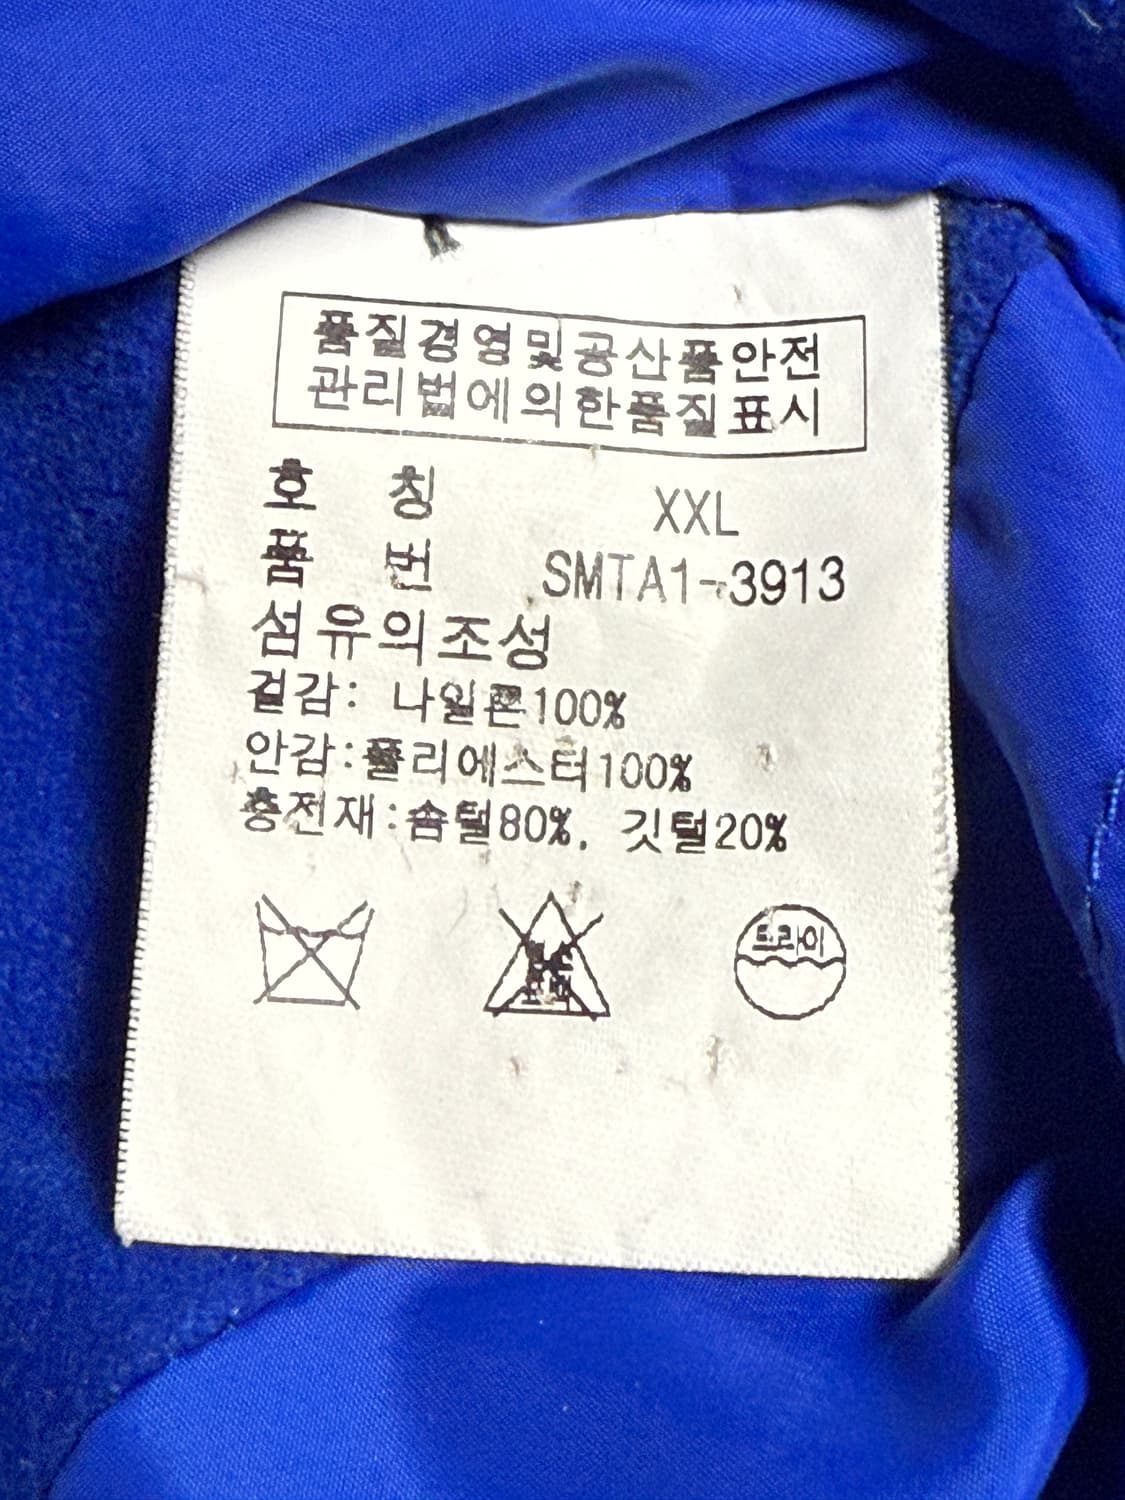 품질경영및공산품안전
관리법에의한품질표시
호 칭 XXL
품 번 SMTA1-3913
섬유의조성
겉감: 나일론100%
안감:폴리에스터100%
충전재:솜털80%, 깃털20%
드라이